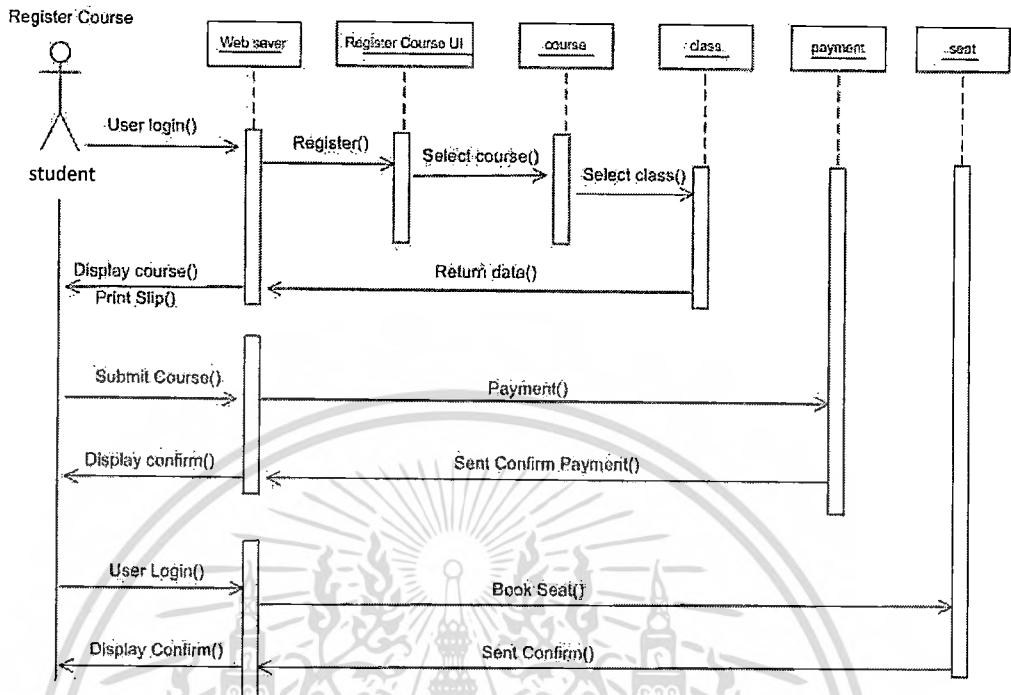 Register Course
Web sever
Register Course UI
course
class
payment
seat
User login()
Register()
Select course()
Select class()
student
Display course()
Return data()
Print Slip()
Submit Course()
Payment()
Display confirm()
Sent Confirm Payment()
User Login()
Book Seat()
Display Confirm()
Sent Confirm()